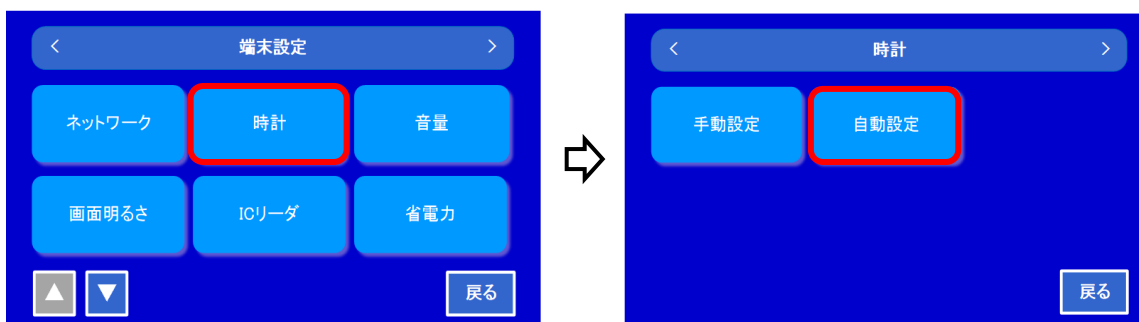 < 端末設定 >
ネットワーク 時計 音量
画面明るさ ICリーダ 省電力
▲ ▼ 戻る
< 時計 >
手動設定 自動設定
戻る